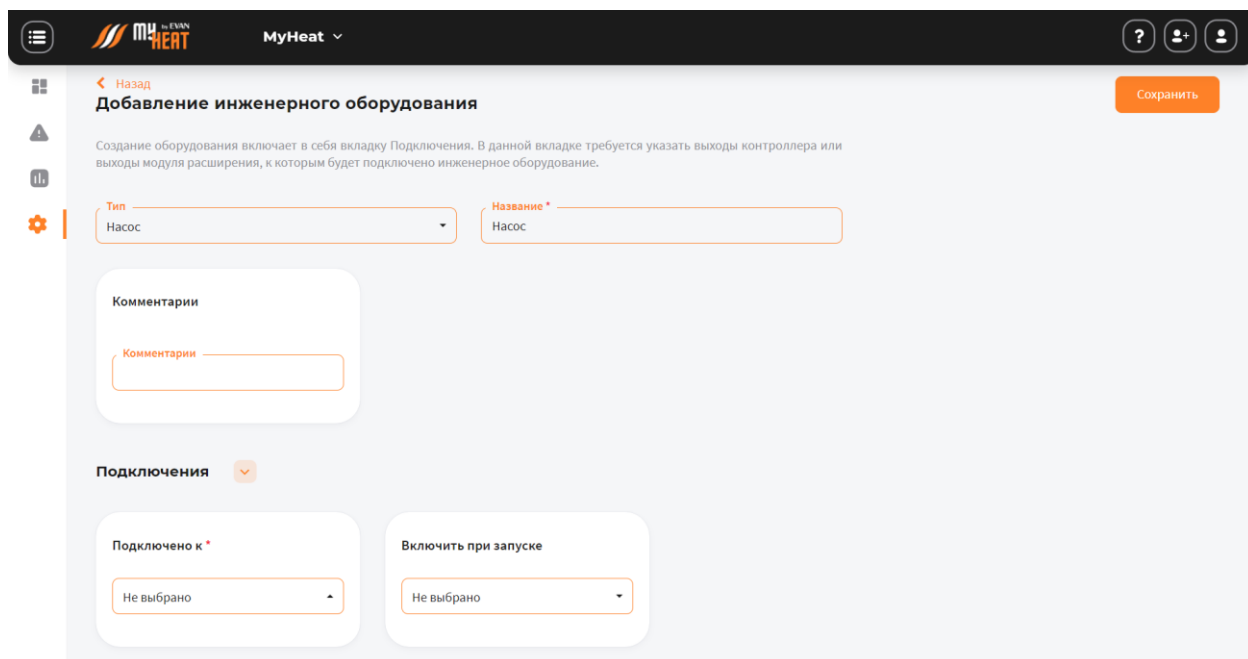 MY HEAT by EVAN
MyHeat
?
Назад
Добавление инженерного оборудования
Сохранить
Создание оборудования включает в себя вкладку Подключения. В данной вкладке требуется указать выходы контроллера или
выходы модуля расширения, к которым будет подключено инженерное оборудование.
Тип
Насос
Название *
Насос
Комментарии
Комментарии
Подключения
Подключено к *
Включить при запуске
Не выбрано
Не выбрано